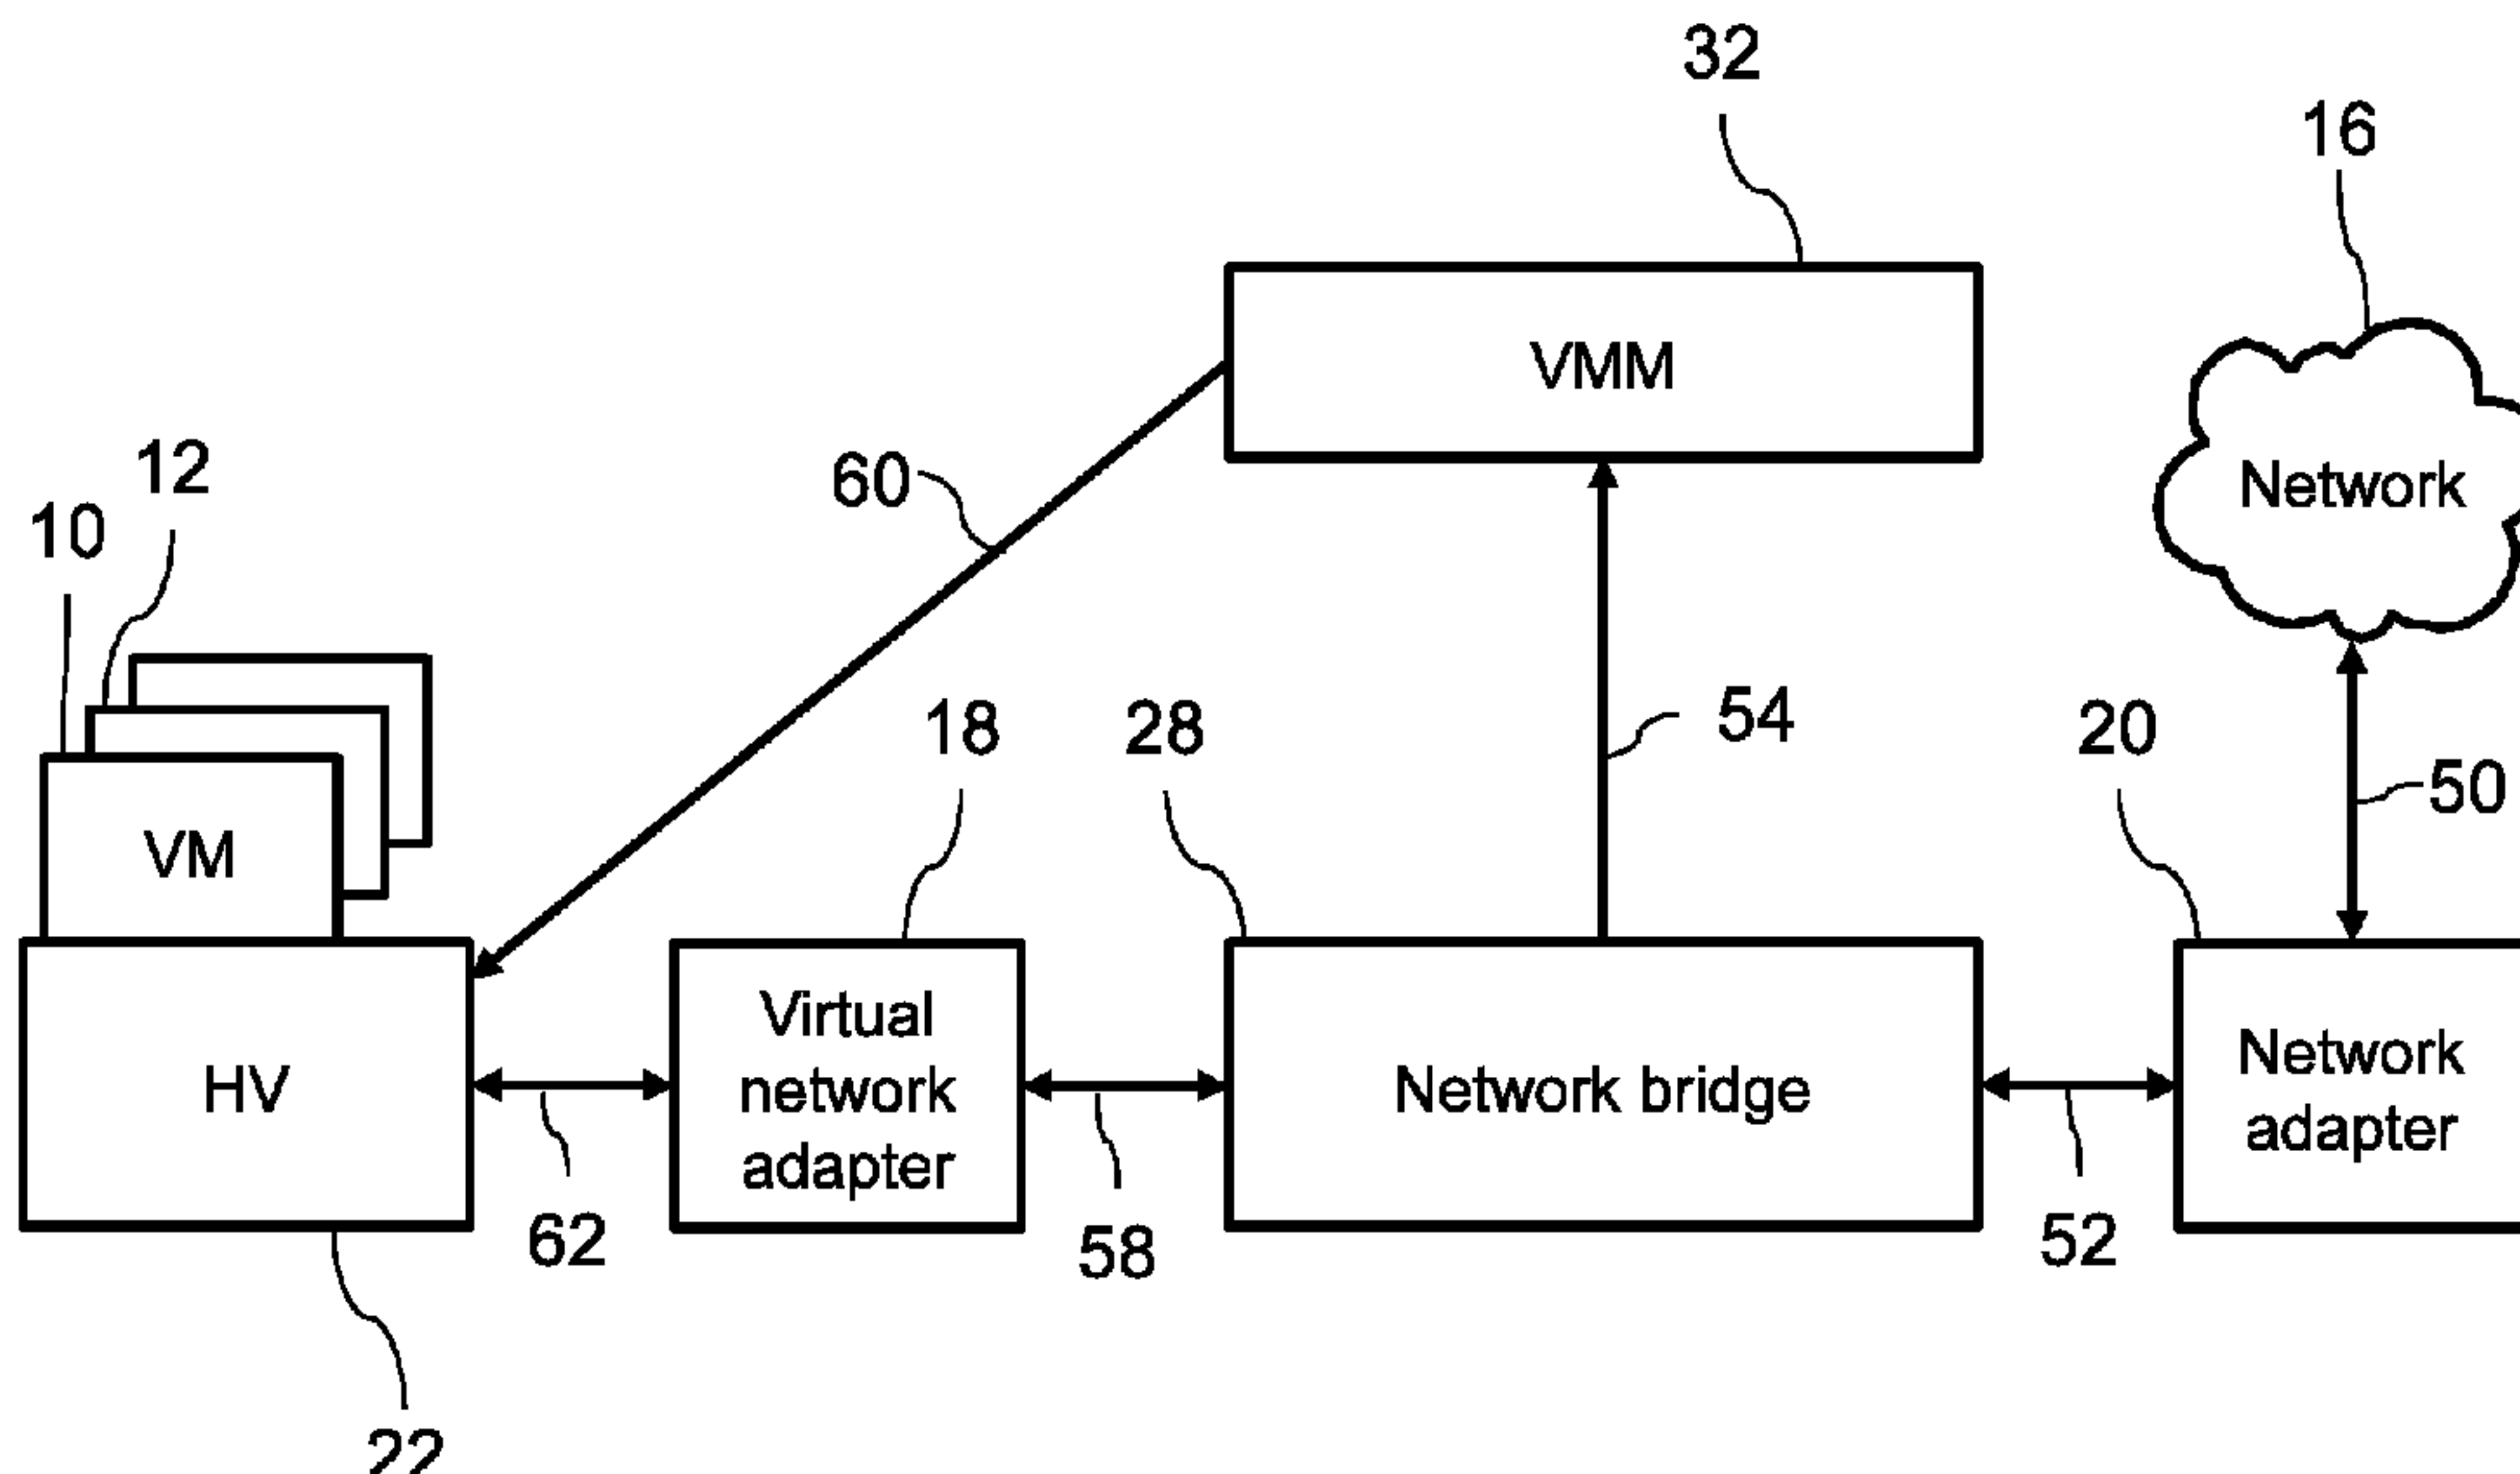 32
16
VMM
12
60
Network
10
18
28
54
20
50
VM
Virtual
network
adapter
HV
Network bridge
Network
adapter
62
58
52
22